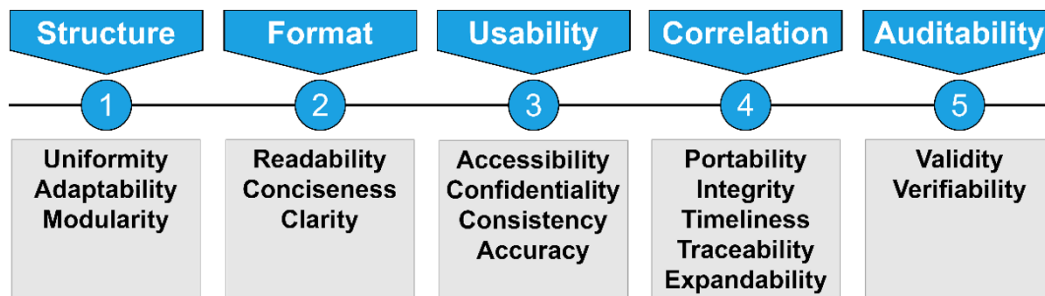 Structure
Format
Usability
Correlation
Auditability
1
2
3
4
5
Uniformity
Adaptability
Modularity
Readability
Conciseness
Clarity
Accessibility
Confidentiality
Consistency
Accuracy
Portability
Integrity
Timeliness
Traceability
Expandability
Validity
Verifiability